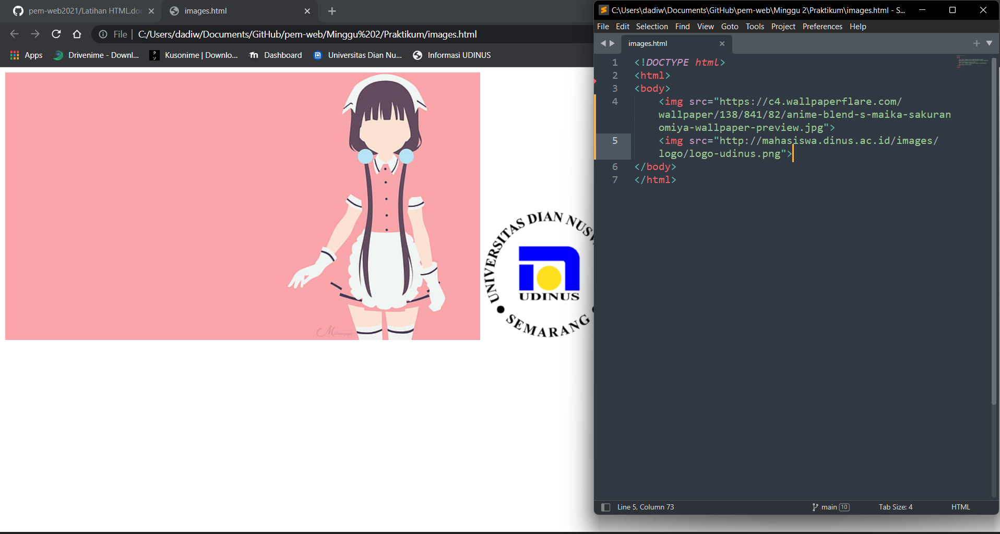 pem-web2021/Latihan HTML.doc
images.html
File
C:/Users/dadiw/Documents/GitHub/pem-web/Minggu%202/Praktikum/images.html
Apps
Drivenime - Downl...
Kusonime | Downlo...
Dashboard
Universitas Dian Nu...
Informasi UDINUS
UNIVERSITAS DIAN NUSW
UDINUS
SEMARANG
C:\Users\dadiw\Documents\GitHub\pem-web\Minggu 2\Praktikum\images.html - S...
File Edit Selection Find View Goto Tools Project Preferences Help
images.html
1 <!DOCTYPE html>
2 <html>
3 <body>
4 <img src="https://c4.wallpaperflare.com/
wallpaper/138/841/82/anime-blend-s-maika-sakuran
omiya-wallpaper-preview.jpg">
5 <img src="http://mahasiswa.dinus.ac.id/images/
logo/logo-udinus.png">
6 </body>
7 </html>
Line 5, Column 73
main 10
Tab Size: 4
HTML